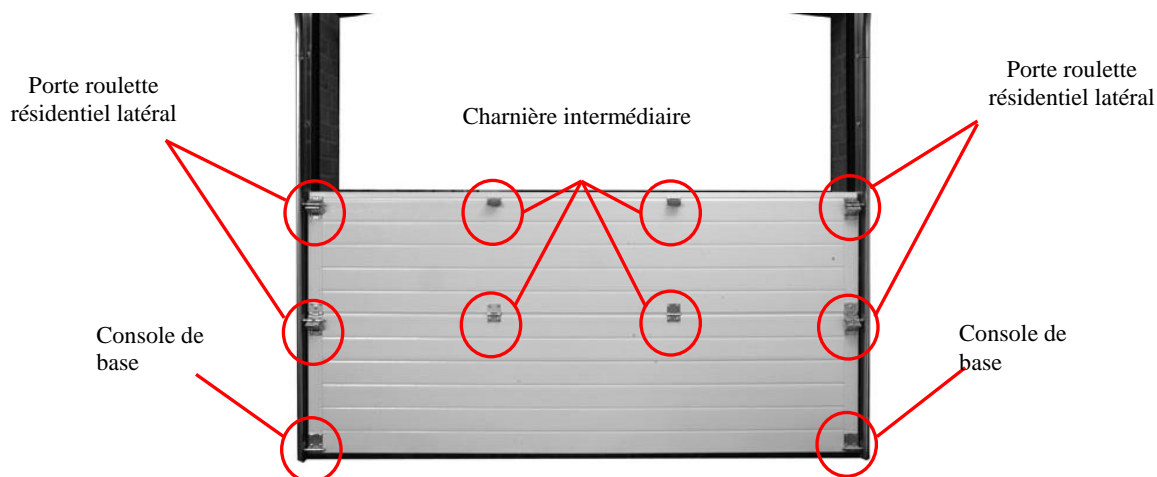 Porte roulette
résidentiel latéral
Charnière intermédiaire
Porte roulette
résidentiel latéral
Console de
base
Console de
base